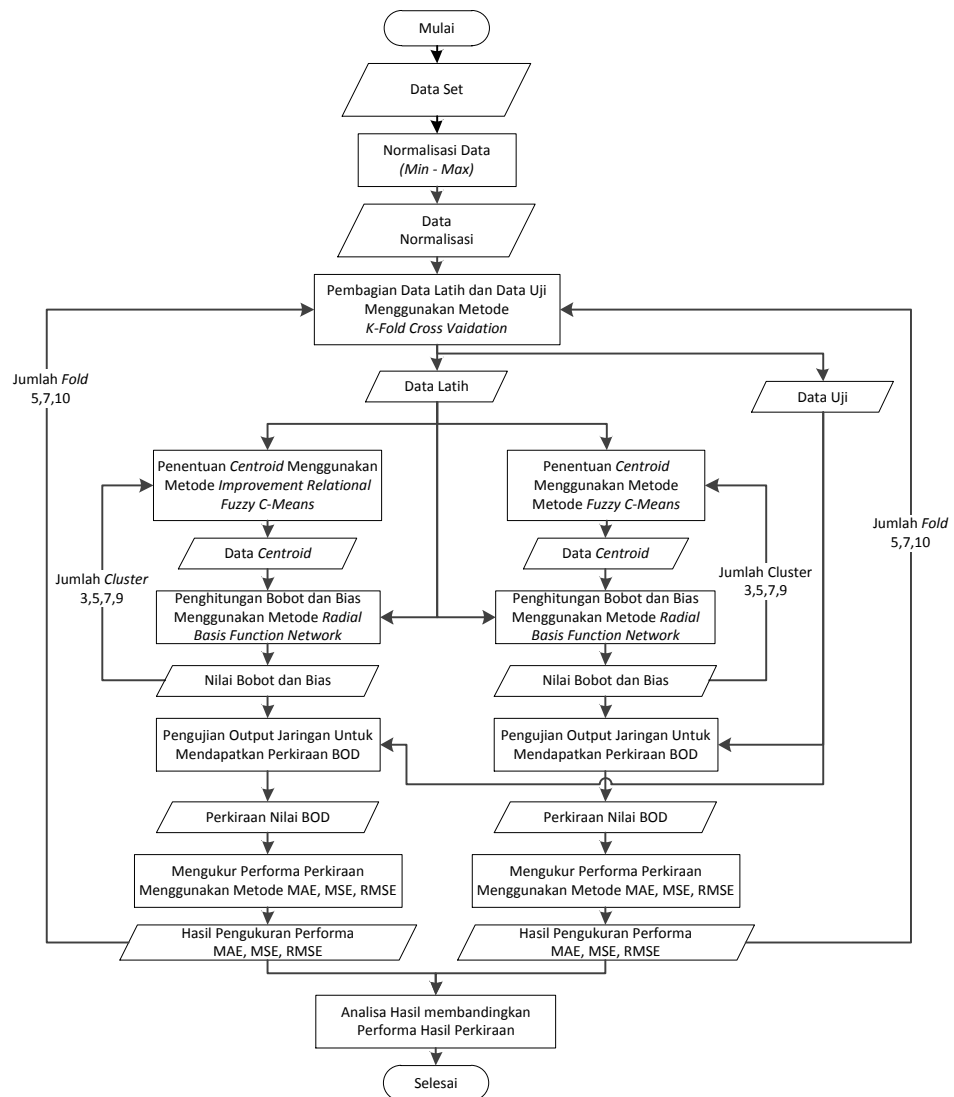 Mulai
Data Set
Normalisasi Data
(Min - Max)
Data
Normalisasi
Pembagian Data Latih dan Data Uji
Menggunakan Metode
K-Fold Cross Vaidation
Jumlah Fold
5,7,10
Data Latih
Data Uji
Penentuan Centroid Menggunakan
Metode Improvement Relational
Fuzzy C-Means
Penentuan Centroid
Menggunakan Metode
Metode Fuzzy C-Means
Jumlah Fold
5,7,10
Data Centroid
Data Centroid
Jumlah Cluster
3,5,7,9
Jumlah Cluster
3,5,7,9
Penghitungan Bobot dan Bias
Menggunakan Metode Radial
Basis Function Network
Penghitungan Bobot dan Bias
Menggunakan Metode Radial
Basis Function Network
Nilai Bobot dan Bias
Nilai Bobot dan Bias
Pengujian Output Jaringan Untuk
Mendapatkan Perkiraan BOD
Pengujian Output Jaringan Untuk
Mendapatkan Perkiraan BOD
Perkiraan Nilai BOD
Perkiraan Nilai BOD
Mengukur Performa Perkiraan
Menggunakan Metode MAE, MSE, RMSE
Mengukur Performa Perkiraan
Menggunakan Metode MAE, MSE, RMSE
Hasil Pengukuran Performa
MAE, MSE, RMSE
Hasil Pengukuran Performa
MAE, MSE, RMSE
Analisa Hasil membandingkan
Performa Hasil Perkiraan
Selesai